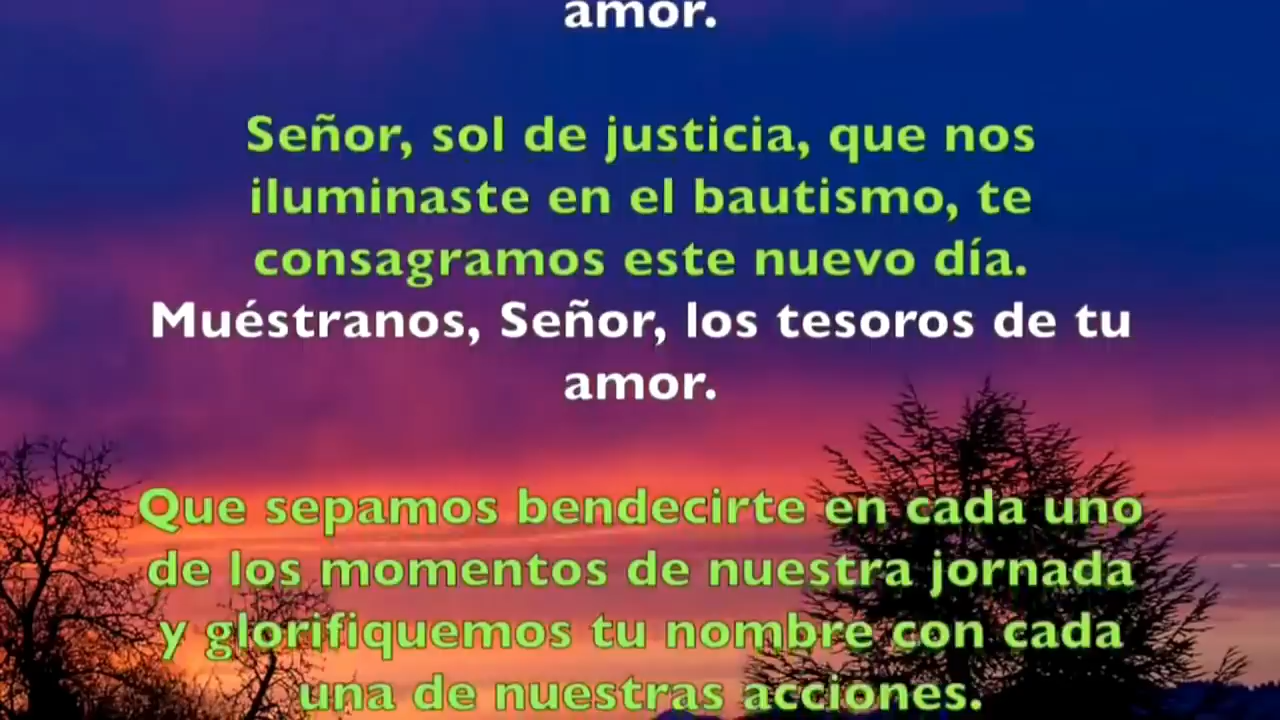 amor.
Señor, sol de justicia, que nos
iluminaste en el bautismo, te
consagramos este nuevo día.
Muéstranos, Señor, los tesoros de tu
amor.
Que sepamos bendecirte en cada uno
de los momentos de nuestra jornada
y glorifiquemos tu nombre con cada
una de nuestras acciones.